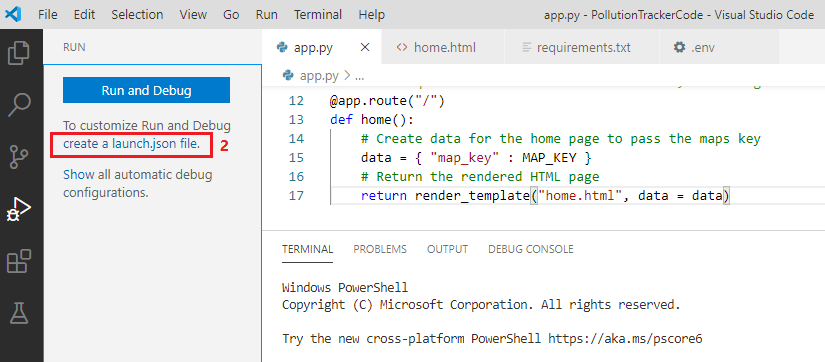 File Edit Selection View Go Run Terminal Help app.py - PollutionTrackerCode - Visual Studio Code
RUN
Run and Debug
To customize Run and Debug
create a launch.json file. 2
Show all automatic debug
configurations.
app.py × <> home.html requirements.txt .env
app.py > ...
12 @app.route("/")
13 def home():
14 # Create data for the home page to pass the maps key
15 data = { "map_key" : MAP_KEY }
16 # Return the rendered HTML page
17 return render_template("home.html", data = data)
TERMINAL PROBLEMS OUTPUT DEBUG CONSOLE
Windows PowerShell
Copyright (C) Microsoft Corporation. All rights reserved.
Try the new cross-platform PowerShell https://aka.ms/pscore6